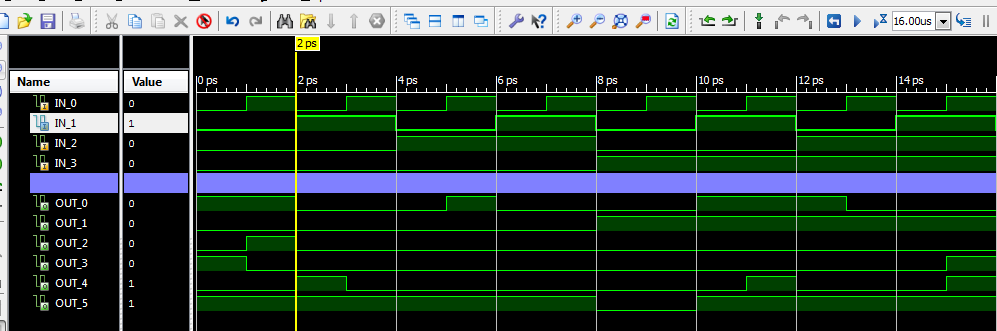 16.00us
2 ps
Name Value
0 ps 2 ps 4 ps 6 ps 8 ps 10 ps 12 ps 14 ps
IN_0 0
IN_1 1
IN_2 0
IN_3 0
OUT_0 0
OUT_1 0
OUT_2 0
OUT_3 0
OUT_4 1
OUT_5 1